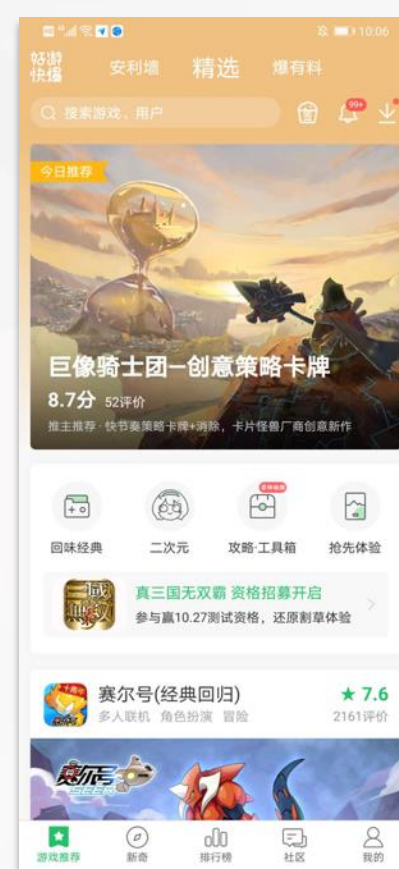 10:06
好游
快爆
安利墙
精选
爆有料
搜索游戏、用户
99+
今日推荐
巨像骑士团—创意策略卡牌
8.7分 52评价
推主推荐 · 快节奏策略卡牌+消除，卡片怪兽厂商创意新作
回味经典
二次元
攻略·工具箱
抢先体验
真三国无双霸 资格招募开启
参与赢10.27测试资格，还原割草体验
赛尔号(经典回归)
7.6
多人联机 角色扮演 冒险
2161评价
赛尔号
SEER
游戏推荐
新奇
排行榜
社区
我的